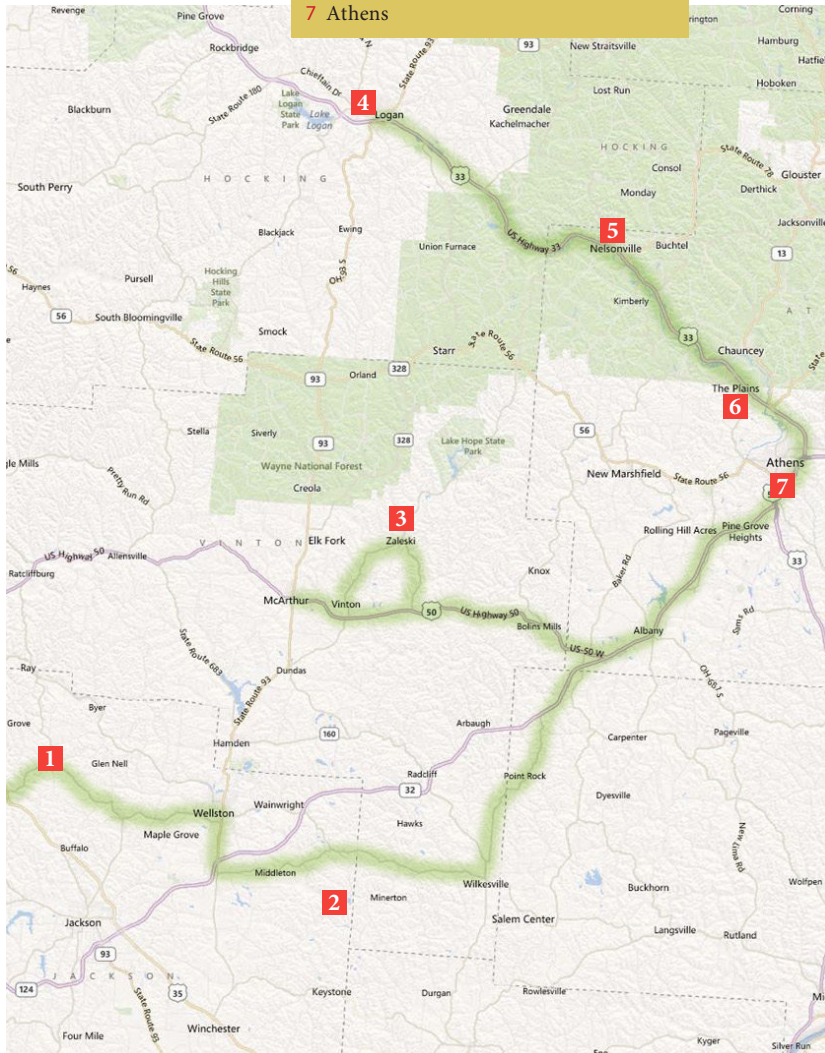 7 Athens
Revenge
Pine Grove
Corning
Rockbridge
State Route 93
93
New Straitsville
Hamburg
Chieftain Dr
Lost Run
Hoboken
Blackburn
State Route 180
Lake
Logan
State
Park
Lake
Logan
4
Logan
Greendale
Kachelmacher
HOCKING
Consol
State Route 78
Glouster
South Perry
HOCKING
33
Monday
Derthick
Jacksonville
Blackjack
Ewing
Union Furnace
US Highway 33
5
Nelsonville
Buchtel
13
OH-93 S
Pursell
Hocking
Hills
State
Park
Haynes
56
South Bloomingville
Kimberly
Smock
33
State Route 56
Starr
State Route 56
Chauncey
328
Orland
93
The Plains
6
Stella
Siverly
93
328
Lake Hope State
Park
56
Wayne National Forest
Athens
New Marshfield
State Route 56
Pretty Run Rd
Creola
7
3
VINTON
Elk Fork
Zaleski
Rolling Hill Acres
Pine Grove
Heights
US Highway 50
Allensville
Ratcliffburg
Knox
Baker Rd
33
McArthur
Vinton
50
US Highway 50
Bolins Mills
Albany
Sims Rd
US-50 W
State Route 683
Dundas
Ray
OH-681 S
State Route 93
Byer
Grove
Arbaugh
160
Pageville
Hamden
Carpenter
1
Glen Nell
Radcliff
Point Rock
32
Dyesville
Wellston
Wainwright
Hawks
Maple Grove
New Lima Rd
Buffalo
Middleton
Wilkesville
Wolfpen
2
Minerton
Buckhorn
Salem Center
Jackson
Langsville
Rutland
93
JACKSON
124
35
Keystone
Durgan
Rowlesville
State Route 93
Four Mile
Winchester
Kyger
Silver Run